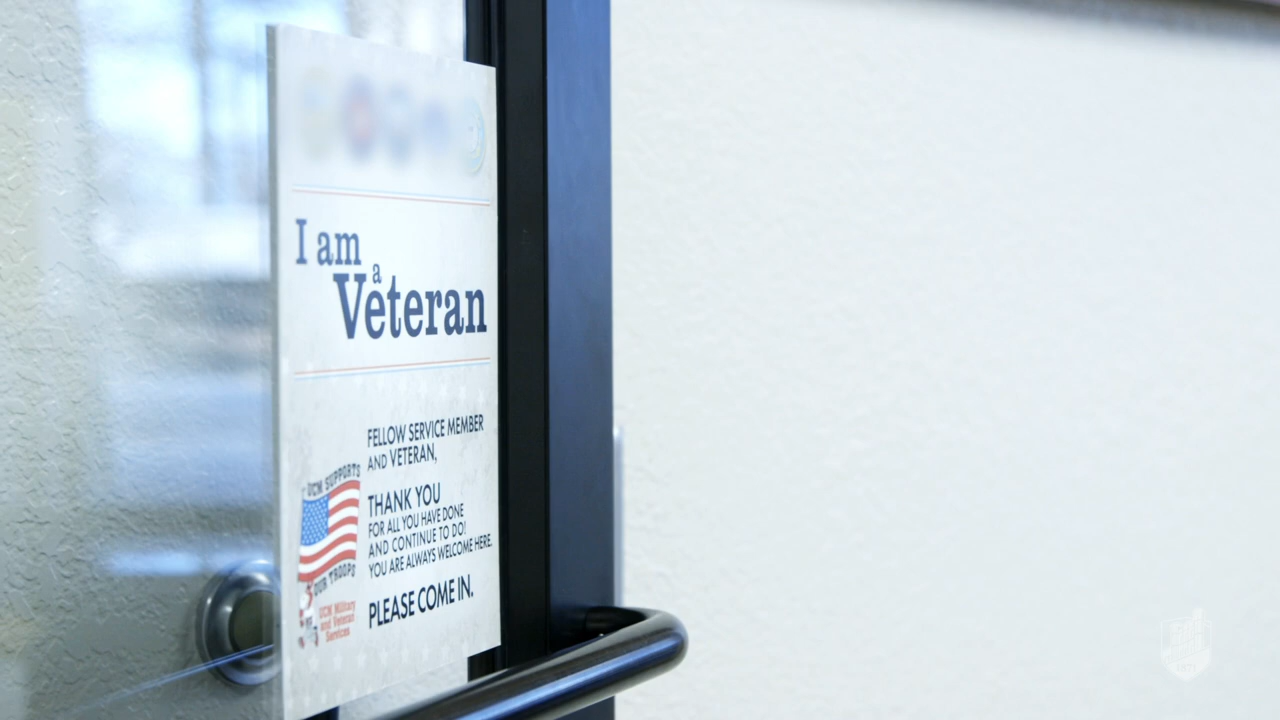 I am
a
Veteran
FELLOW SERVICE MEMBER
AND VETERAN,
THANK YOU
FOR ALL YOU HAVE DONE
AND CONTINUE TO DO!
YOU ARE ALWAYS WELCOME HERE.
PLEASE COME IN.
UCM SUPPORTS
OUR TROOPS
UCM Military
and Veteran
Services